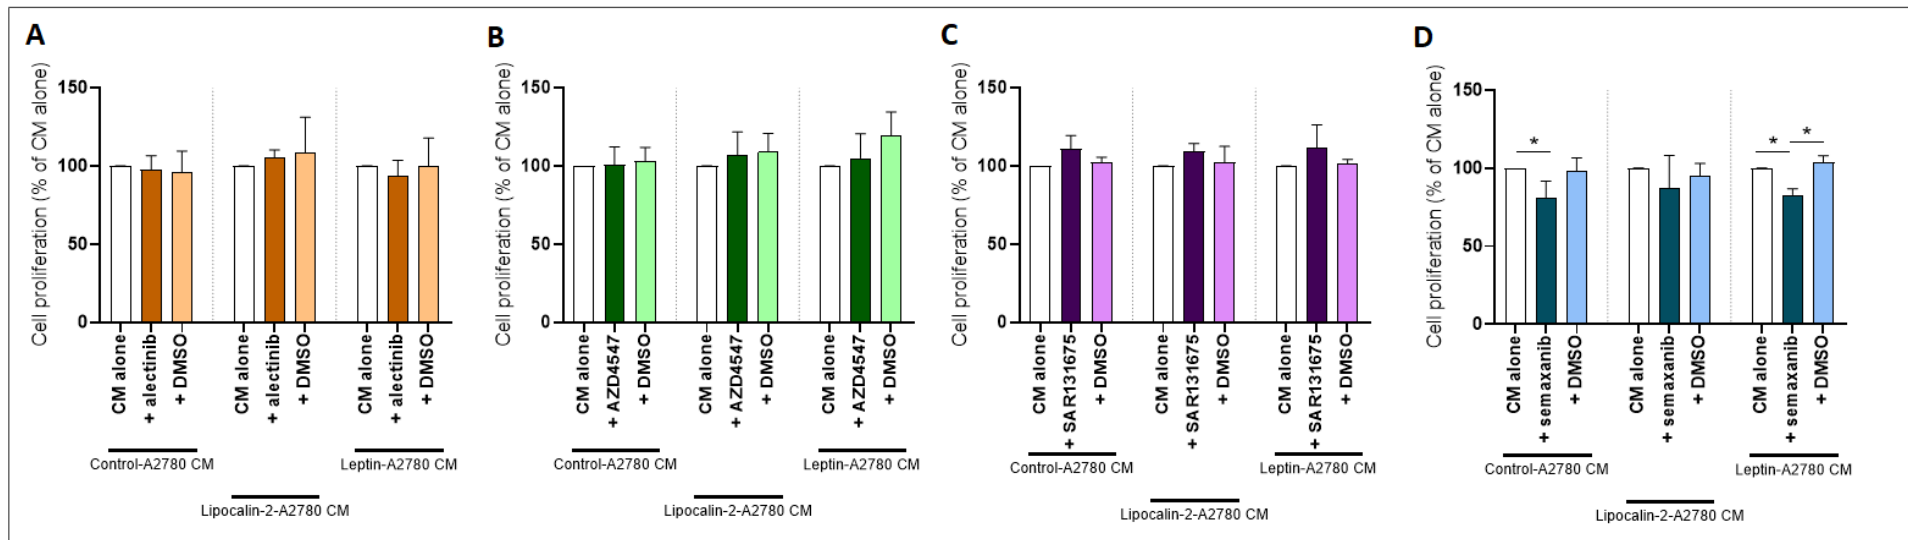 A
Cell proliferation (% of CM alone)
150
100
50
0
CM alone
+ alectinib
+ DMSO
CM alone
+ alectinib
+ DMSO
CM alone
+ alectinib
+ DMSO
Control-A2780 CM
Leptin-A2780 CM
Lipocalin-2-A2780 CM
B
Cell proliferation (% of CM alone)
150
100
50
0
CM alone
+ AZD4547
+ DMSO
CM alone
+ AZD4547
+ DMSO
CM alone
+ AZD4547
+ DMSO
Control-A2780 CM
Leptin-A2780 CM
Lipocalin-2-A2780 CM
C
Cell proliferation (% of CM alone)
150
100
50
0
CM alone
+ SAR131675
+ DMSO
CM alone
+ SAR131675
+ DMSO
CM alone
+ SAR131675
+ DMSO
Control-A2780 CM
Leptin-A2780 CM
Lipocalin-2-A2780 CM
D
Cell proliferation (% of CM alone)
150
100
50
0
*
*
*
CM alone
+ semaxanib
+ DMSO
CM alone
+ semaxanib
+ DMSO
CM alone
+ semaxanib
+ DMSO
Control-A2780 CM
Leptin-A2780 CM
Lipocalin-2-A2780 CM